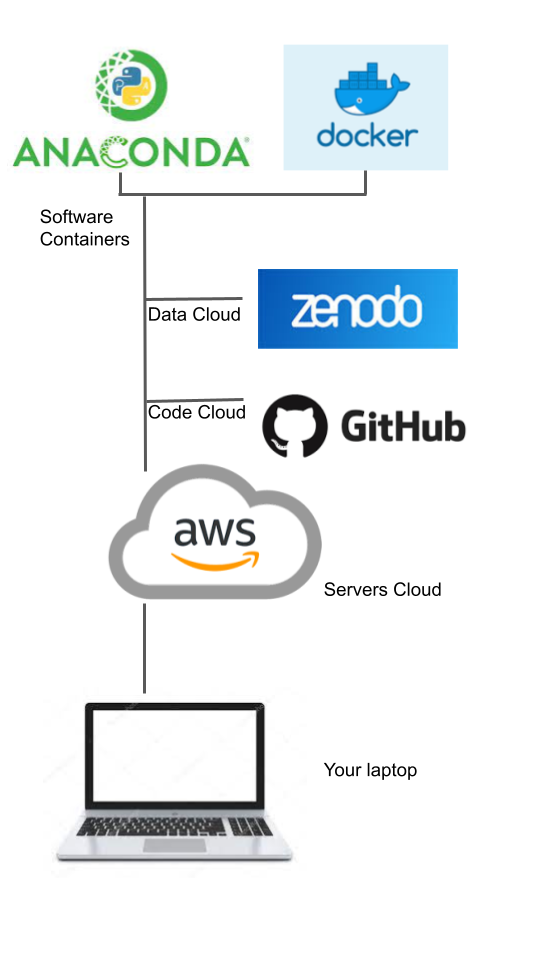 ANACONDA®
docker
Software
Containers
zenodo
Data Cloud
Code Cloud
GitHub
aws
Servers Cloud
Your laptop